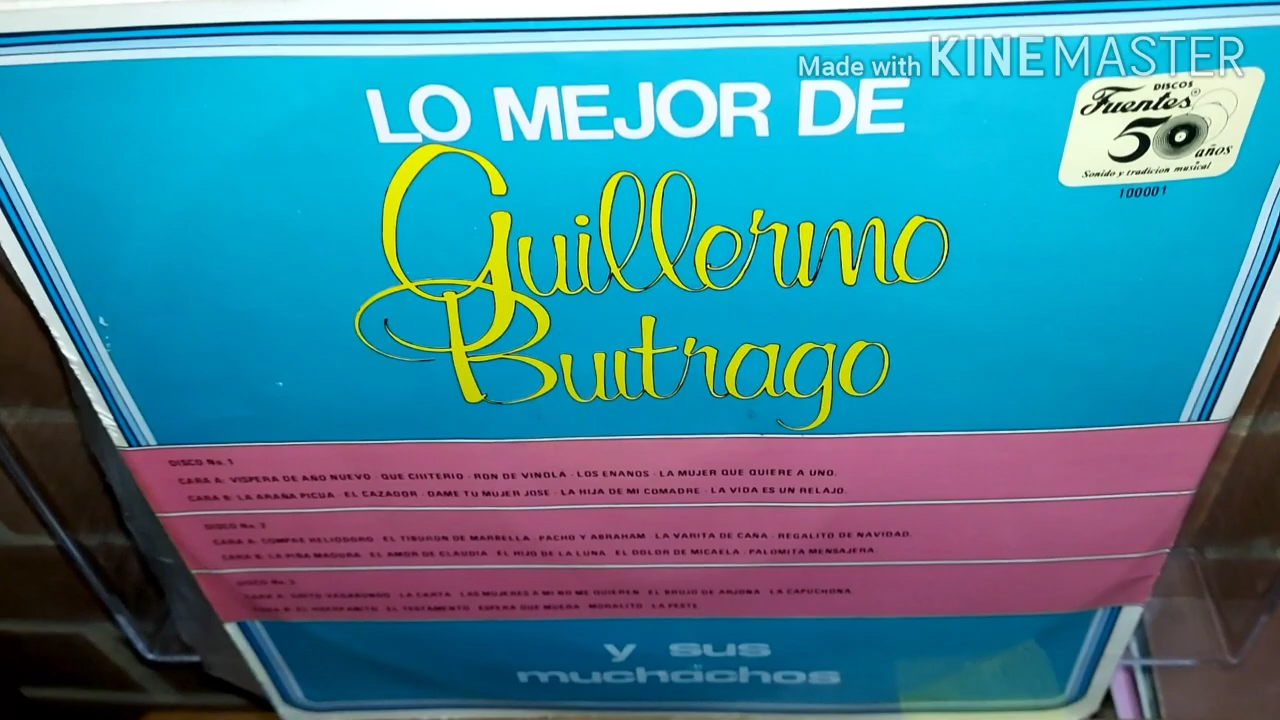 Made with KINEMASTER
DISCOS
Fuentes®
50
años
Sonido y tradicion musical
100001
LO MEJOR DE
Guillermo
Buitrago
DISCO No. 1
CARA A: VISPERA DE AÑO NUEVO - QUE CRITERIO - RON DE VINOLA - LOS ENANOS - LA MUJER QUE QUIERE A UNO.
CARA B: LA ARAÑA PICUA - EL CAZADOR - DAME TU MUJER JOSE - LA HIJA DE MI COMADRE - LA VIDA ES UN RELAJO.
DISCO No. 2
CARA A: COMPRE HELIODORO - EL TIBURON DE MARBELLA - PACHO Y ABRAHAM - LA VARITA DE CAÑA - REGALITO DE NAVIDAD.
CARA B: LA PIÑA MADURA - EL AMOR DE CLAUDIA - EL HIJO DE LA LUNA - EL DOLOR DE MICAELA - PALOMITA MENSAJERA.
DISCO No. 3
CARA A: GRITO VAGABUNDO - LA CARTA - LAS MUJERES A MI NO ME QUIEREN - EL BRUJO DE ARJONA - LA CAPUCHONA
CARA B: EL HUERFANITO - EL TESTAMENTO - ESPERA QUE MUERA - MORALITO - LA PESTE
y sus
muchachos